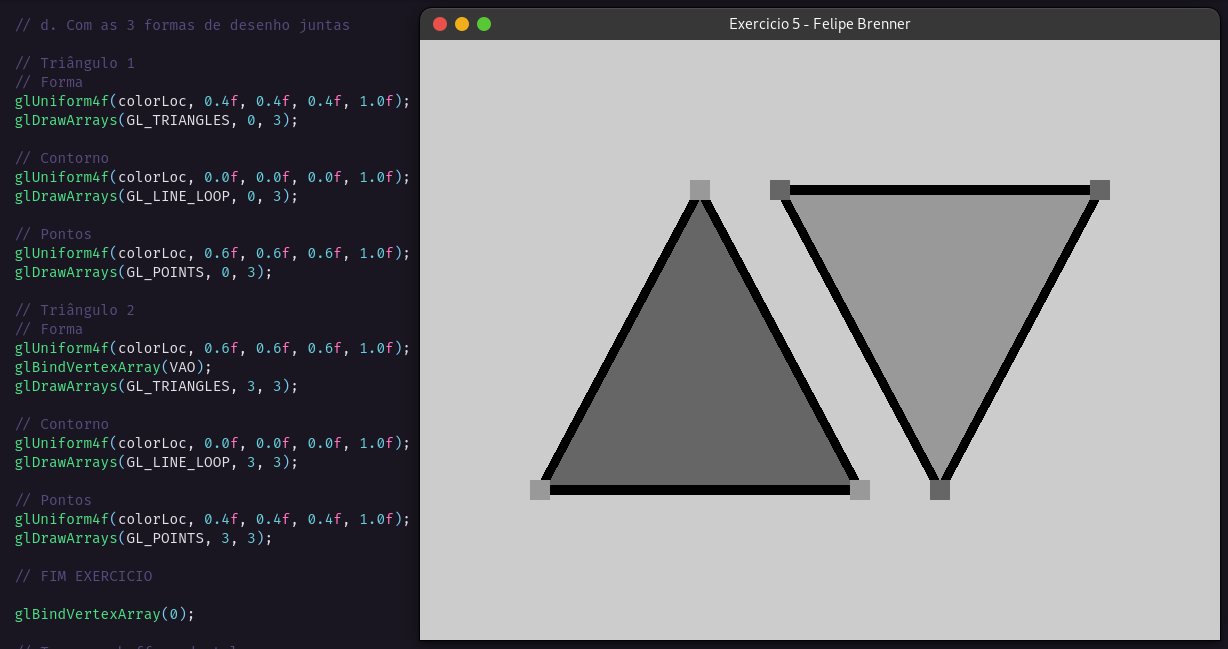 // d. Com as 3 formas de desenho juntas
Exercicio 5 - Felipe Brenner
// Triângulo 1
// Forma
glUniform4f(colorLoc, 0.4f, 0.4f, 0.4f, 1.0f);
glDrawArrays(GL_TRIANGLES, 0, 3);
// Contorno
glUniform4f(colorLoc, 0.0f, 0.0f, 0.0f, 1.0f);
glDrawArrays(GL_LINE_LOOP, 0, 3);
// Pontos
glUniform4f(colorLoc, 0.6f, 0.6f, 0.6f, 1.0f);
glDrawArrays(GL_POINTS, 0, 3);
// Triângulo 2
// Forma
glUniform4f(colorLoc, 0.6f, 0.6f, 0.6f, 1.0f);
glBindVertexArray(VAO);
glDrawArrays(GL_TRIANGLES, 3, 3);
// Contorno
glUniform4f(colorLoc, 0.0f, 0.0f, 0.0f, 1.0f);
glDrawArrays(GL_LINE_LOOP, 3, 3);
// Pontos
glUniform4f(colorLoc, 0.4f, 0.4f, 0.4f, 1.0f);
glDrawArrays(GL_POINTS, 3, 3);
// FIM EXERCICIO
glBindVertexArray(0);